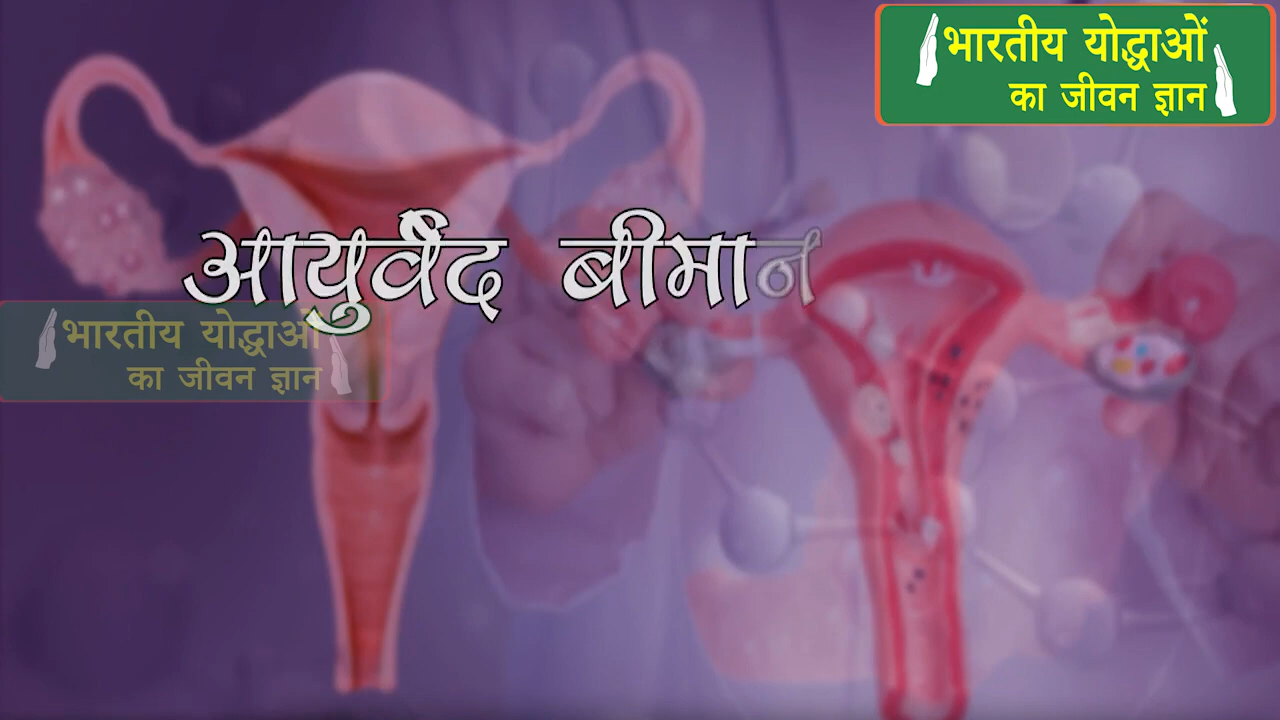 भारतीय योद्धाओं
का जीवन ज्ञान
आयुर्वेद बीमान
भारतीय योद्धाओं
का जीवन ज्ञान